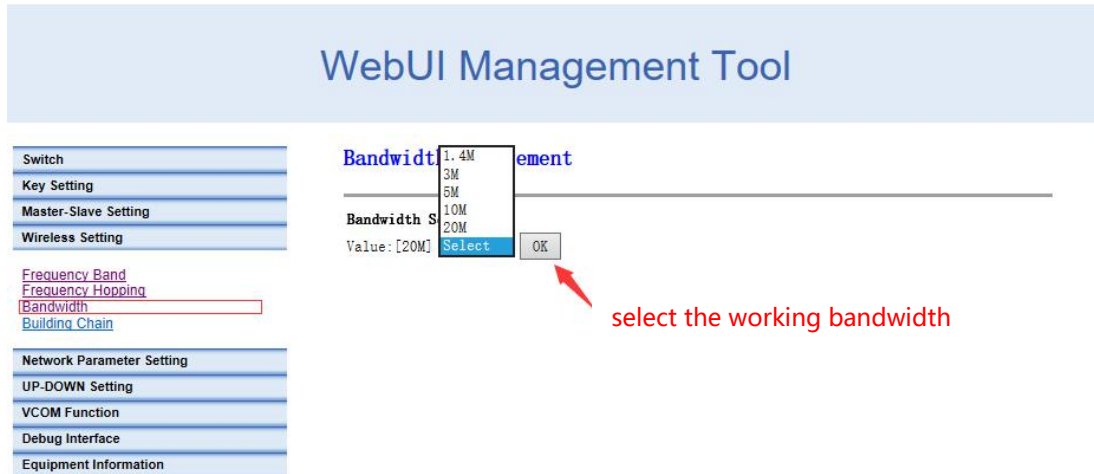 WebUI Management Tool
Switch
Key Setting
Master-Slave Setting
Wireless Setting
Frequency Band
Frequency Hopping
Bandwidth
Building Chain
Network Parameter Setting
UP-DOWN Setting
VCOM Function
Debug Interface
Equipment Information
Bandwidt ement
1.4M
3M
5M
10M
20M
Select
Bandwidth S
Value:[20M]
OK
select the working bandwidth